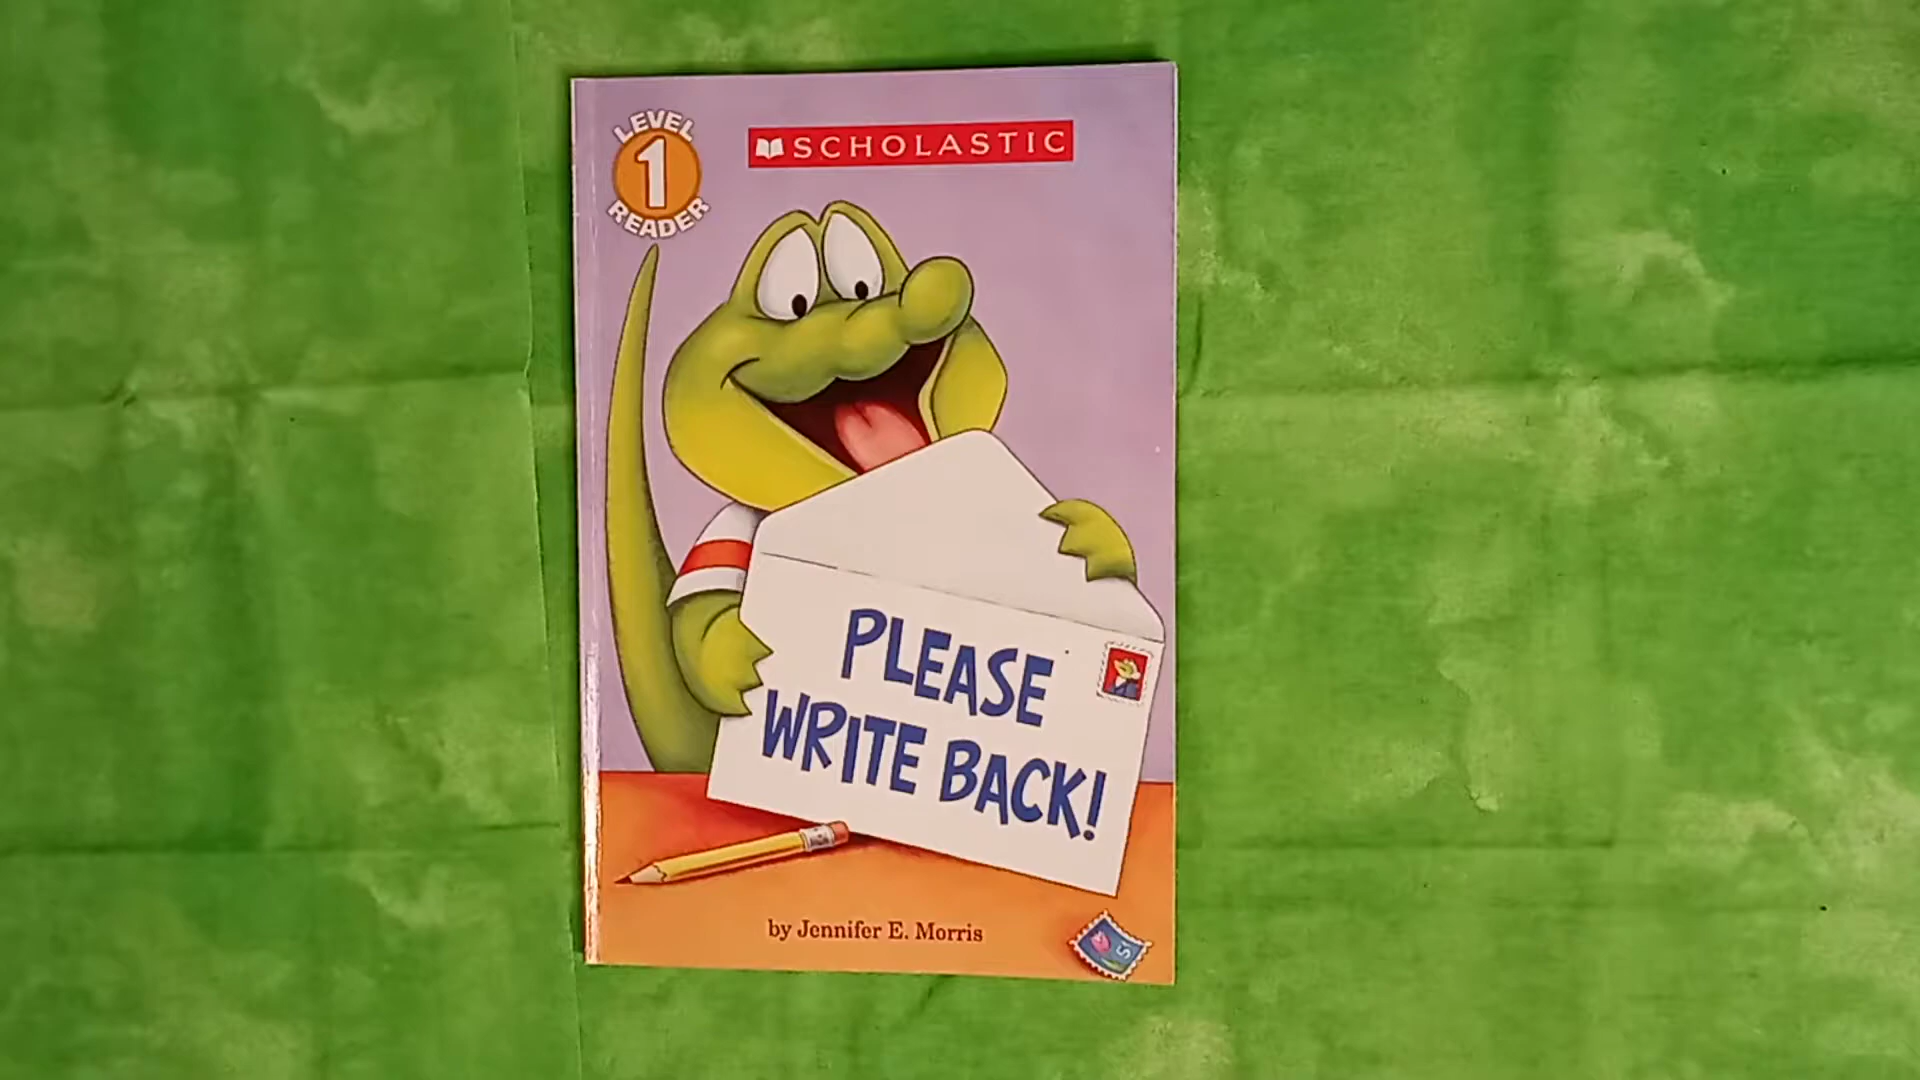 LEVEL
1
READER
SCHOLASTIC
PLEASE
WRITE BACK!
by Jennifer E. Morris